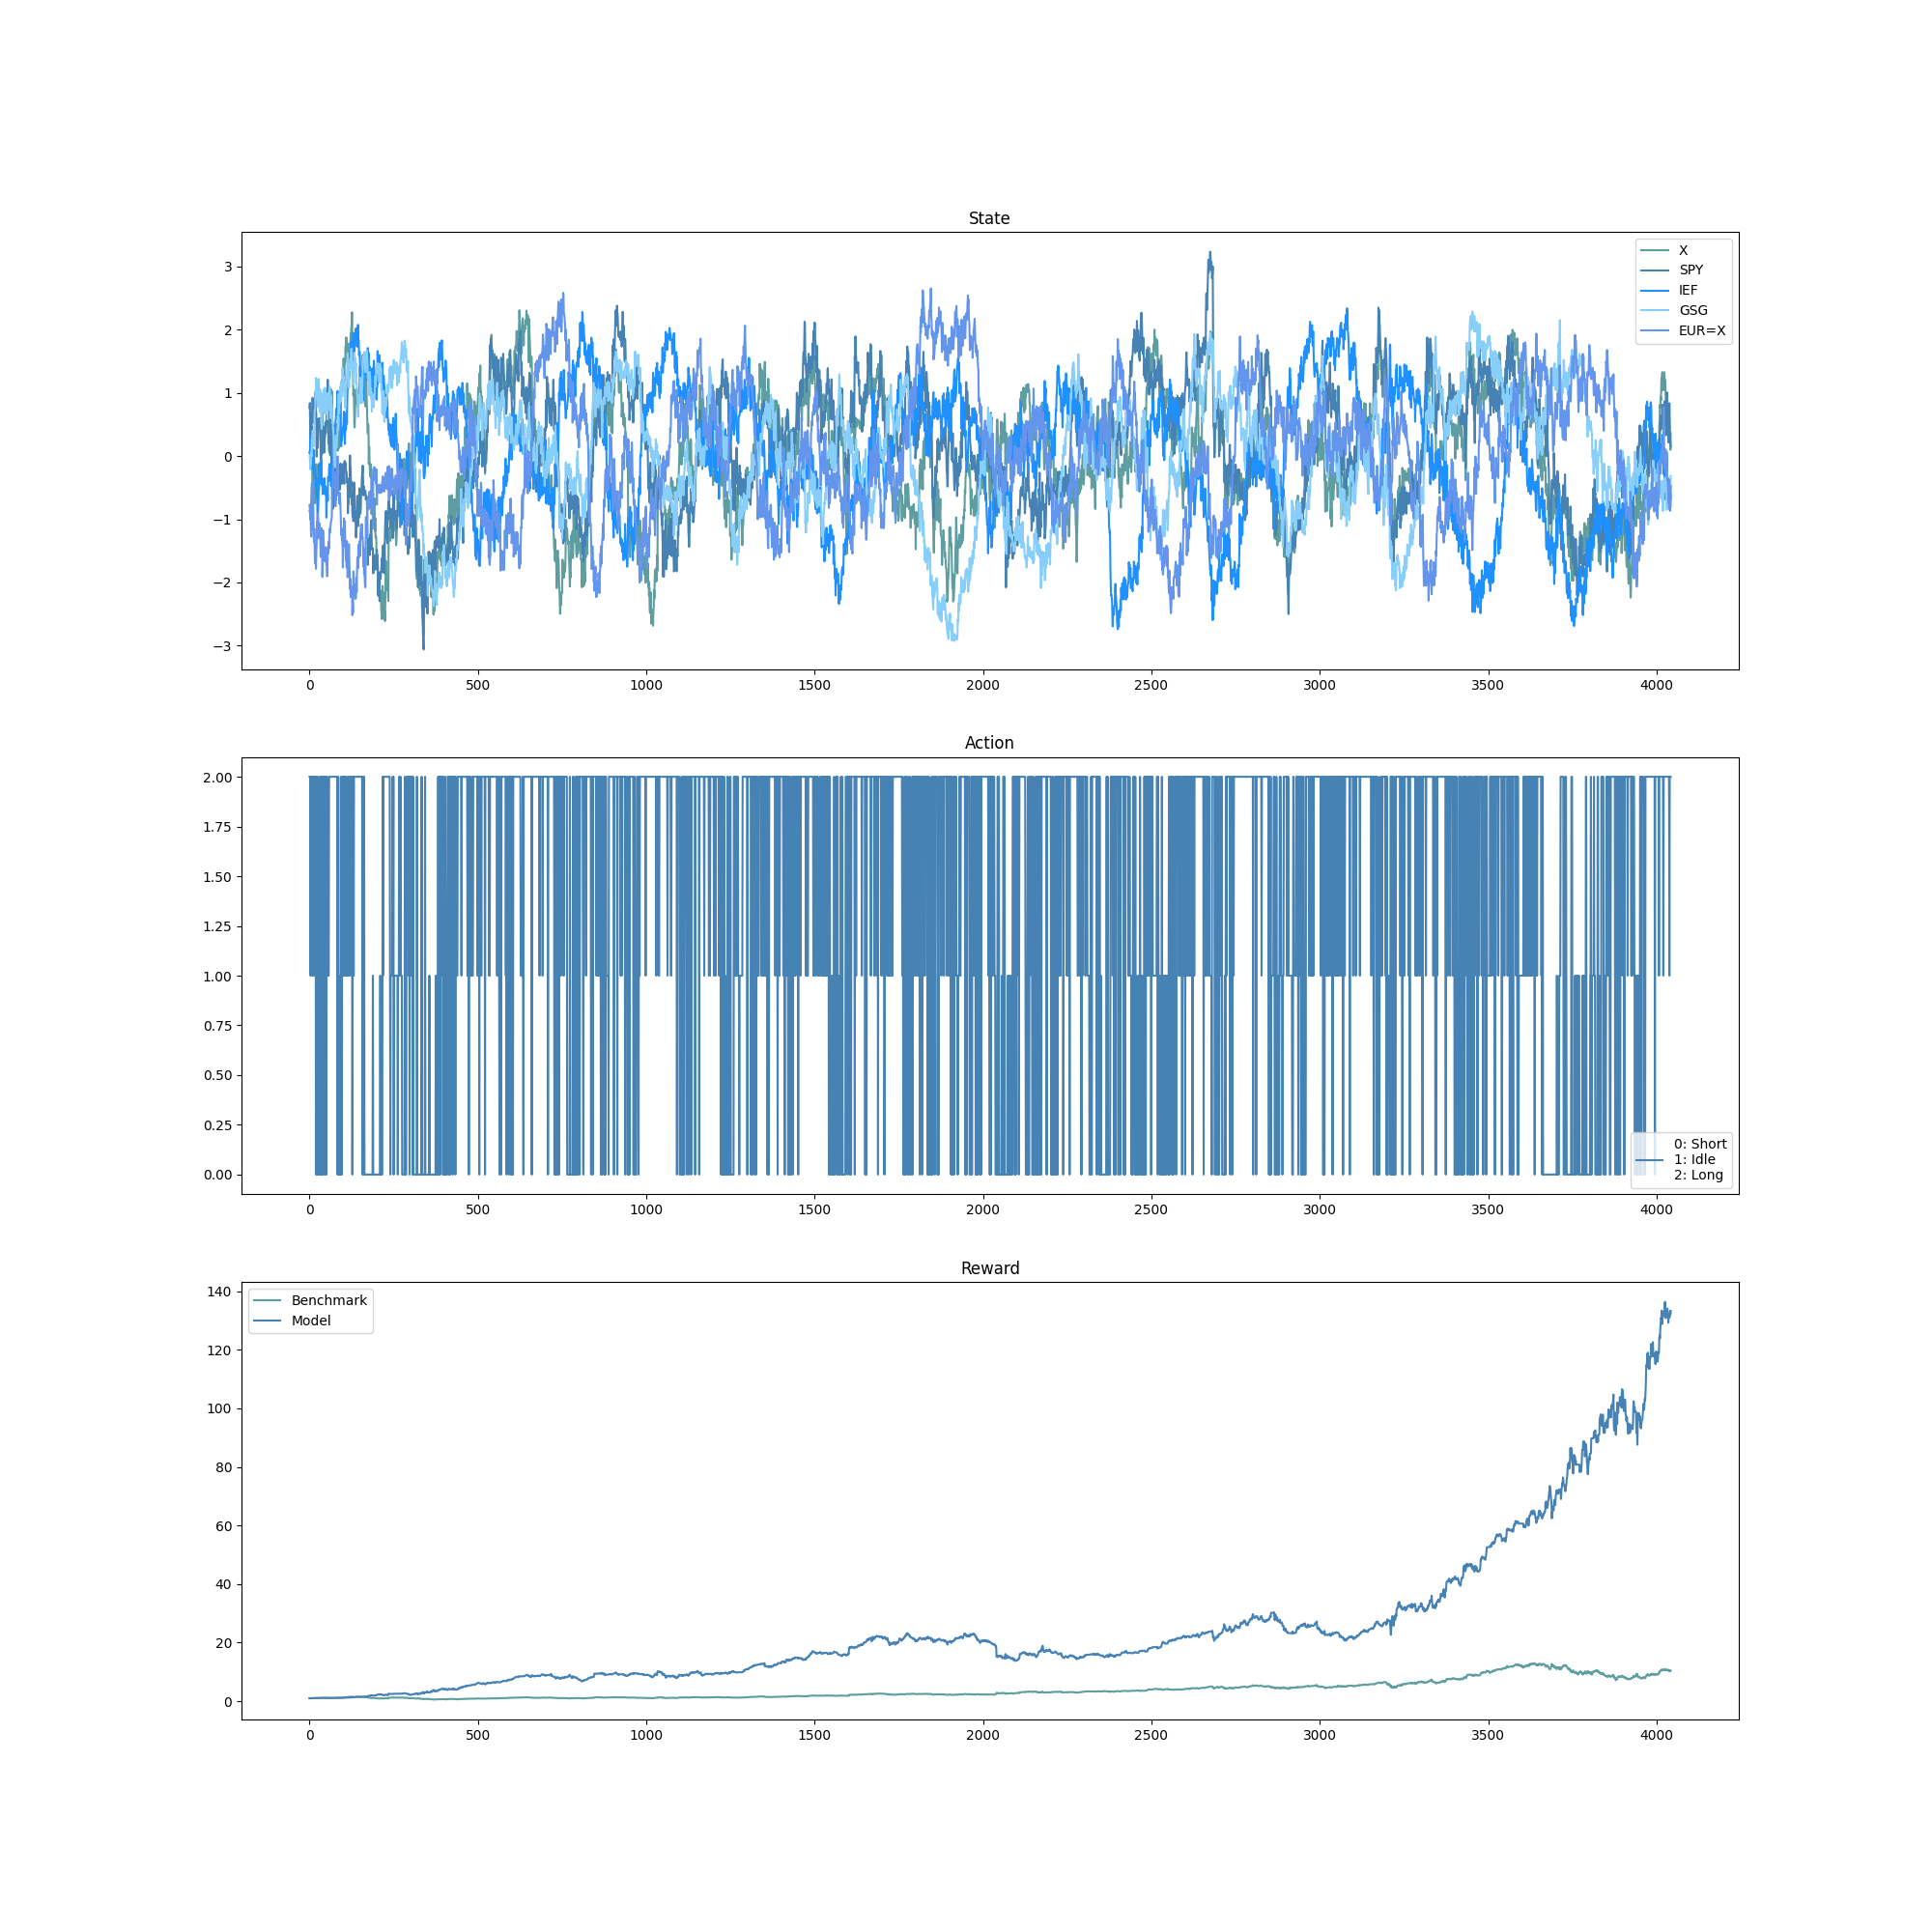 State
3
2
1
0
−1
−2
−3
X
SPY
IEF
GSG
EUR=X
0 500 1000 1500 2000 2500 3000 3500 4000
Action
2.00
1.75
1.50
1.25
1.00
0.75
0.50
0.25
0.00
0: Short
1: Idle
2: Long
0 500 1000 1500 2000 2500 3000 3500 4000
Reward
140
120
100
80
60
40
20
0
Benchmark
Model
0 500 1000 1500 2000 2500 3000 3500 4000